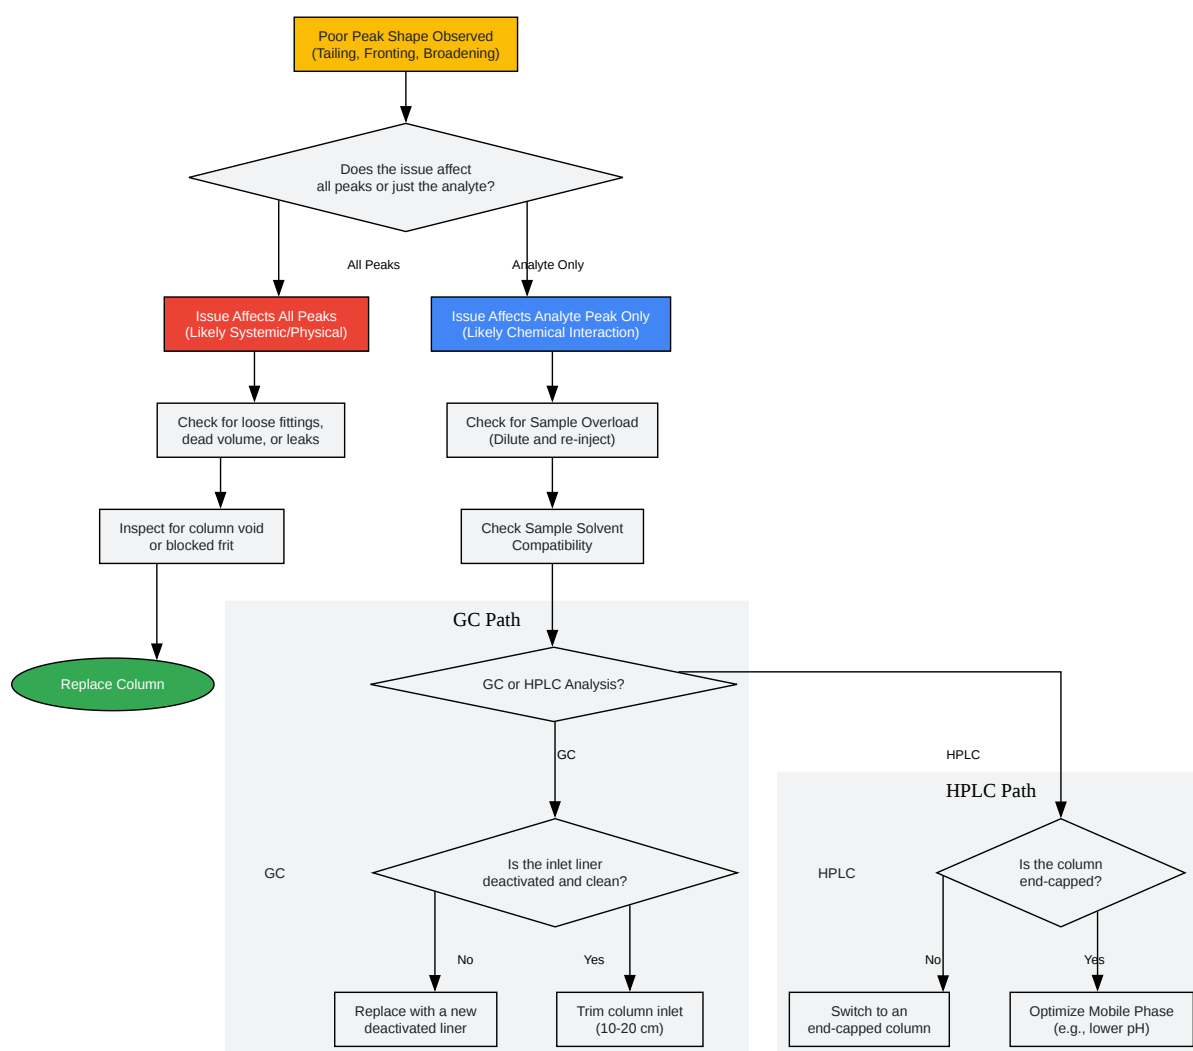 Poor Peak Shape Observed
(Tailing, Fronting, Broadening)
Does the issue affect
all peaks or just the analyte?
All Peaks
Analyte Only
Issue Affects All Peaks
(Likely Systemic/Physical)
Issue Affects Analyte Peak Only
(Likely Chemical Interaction)
Check for loose fittings,
dead volume, or leaks
Check for Sample Overload
(Dilute and re-inject)
Inspect for column void
or blocked frit
Check Sample Solvent
Compatibility
GC Path
Replace Column
GC or HPLC Analysis?
GC
HPLC
HPLC Path
GC
Is the inlet liner
deactivated and clean?
HPLC
Is the column
end-capped?
No
Yes
No
Yes
Replace with a new
deactivated liner
Trim column inlet
(10-20 cm)
Switch to an
end-capped column
Optimize Mobile Phase
(e.g., lower pH)